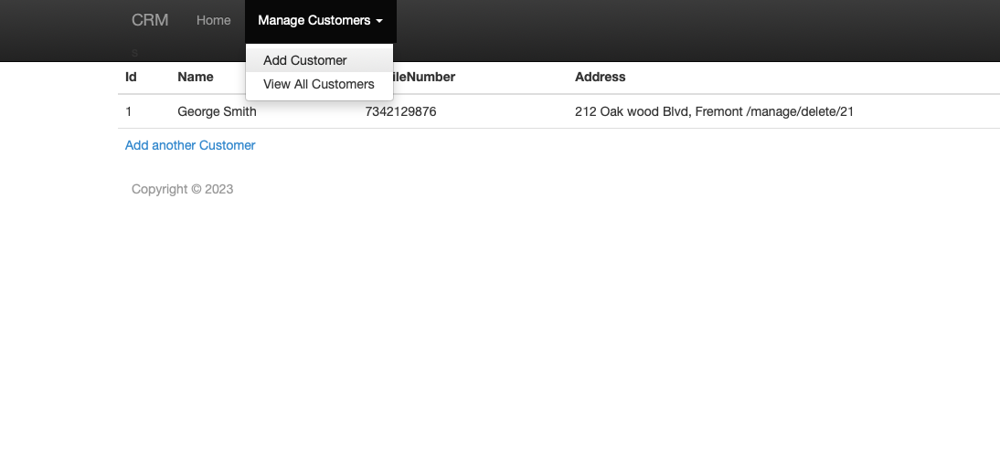 CRM Home Manage Customers
s
Add Customer
View All Customers
Id Name ileNumber Address
1 George Smith 7342129876 212 Oak wood Blvd, Fremont /manage/delete/21
Add another Customer
Copyright © 2023